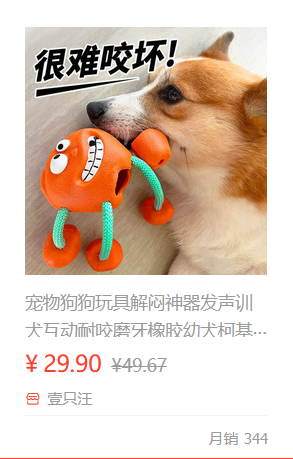 很难咬坏!
宠物狗狗玩具解闷神器发声训
犬互动耐咬磨牙橡胶幼犬柯基...
¥ 29.90 ¥49.67
壹只汪
月销 344